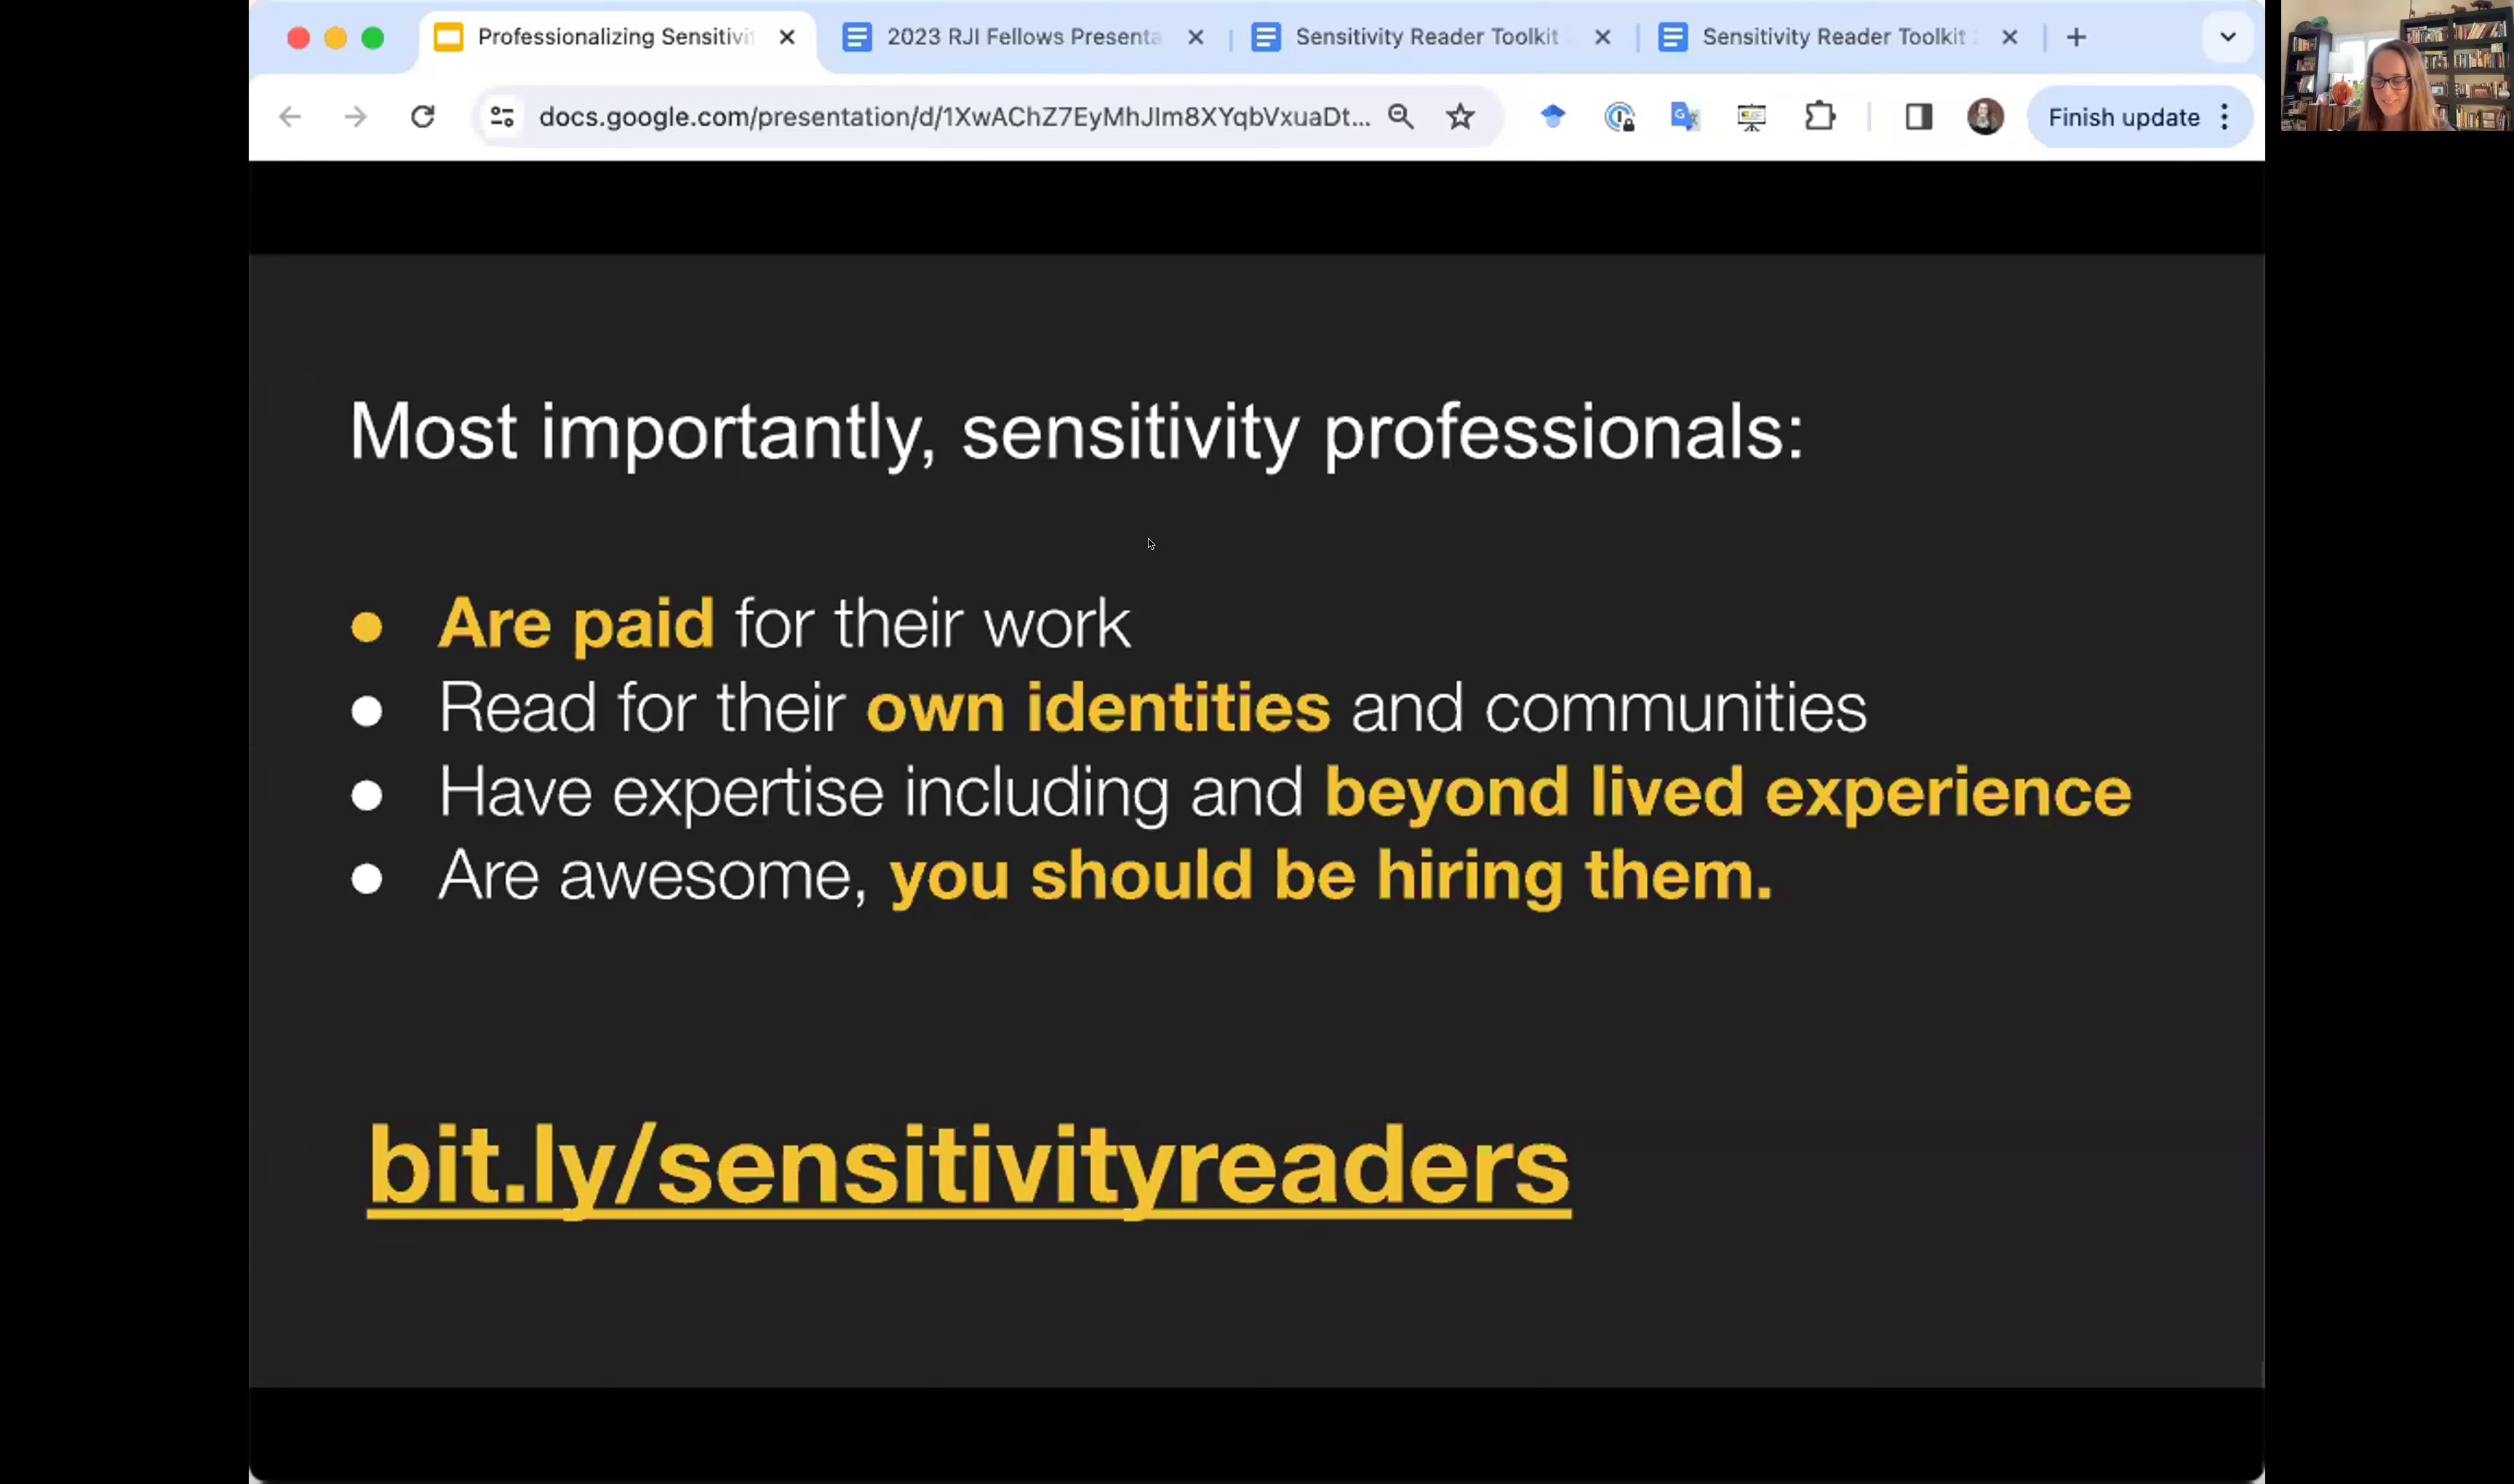 Professionalizing Sensitivi
2023 RJI Fellows Presenta
Sensitivity Reader Toolkit
Sensitivity Reader Toolkit
docs.google.com/presentation/d/1XwAChZ7EyMhJIm8XYqbVxuaDt...
Finish update
Most importantly, sensitivity professionals:
● Are paid for their work
● Read for their own identities and communities
● Have expertise including and beyond lived experience
● Are awesome, you should be hiring them.
bit.ly/sensitivityreaders